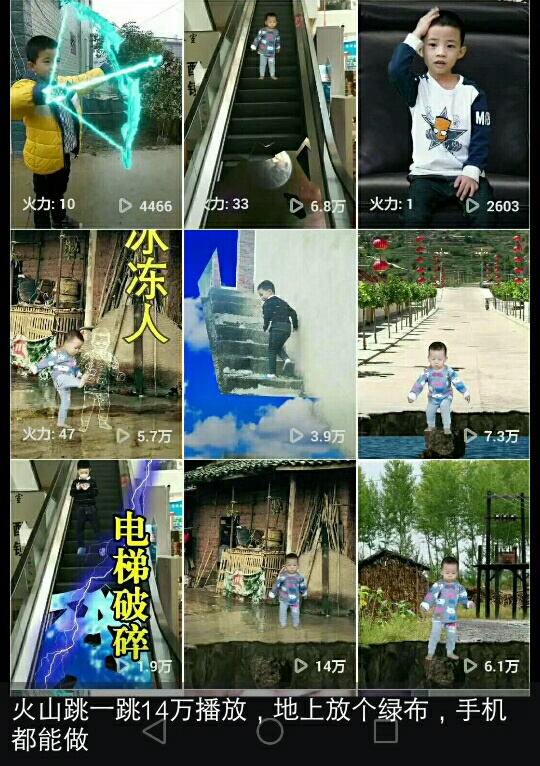 火力: 10
4466
火力: 33
6.8万
火力: 1
2603
冰冻人
火力: 47
5.7万
3.9万
7.3万
电梯破碎
1.9万
14万
6.1万
火山跳一跳14万播放，地上放个绿布，手机
都能做